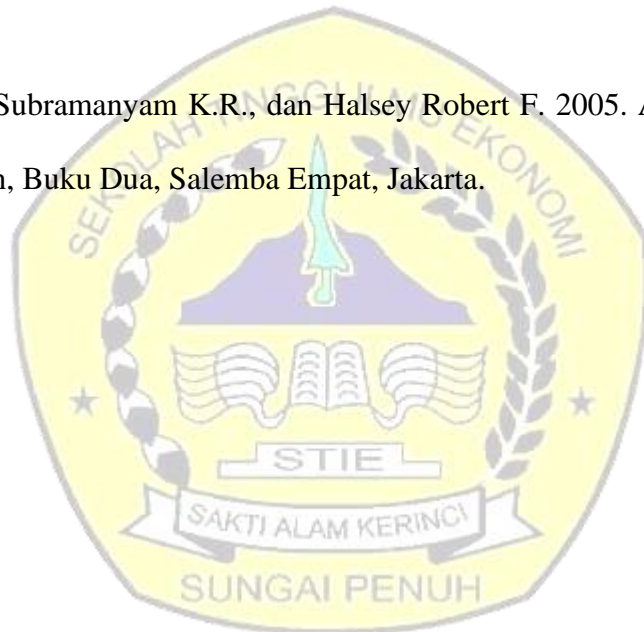 Subramanyam K.R., dan Halsey Robert F. 2005. A
n, Buku Dua, Salemba Empat, Jakarta.
SEKOLAH TINGGI ILMU EKONOMI
STIE
SAKTI ALAM KERINCI
SUNGAI PENUH